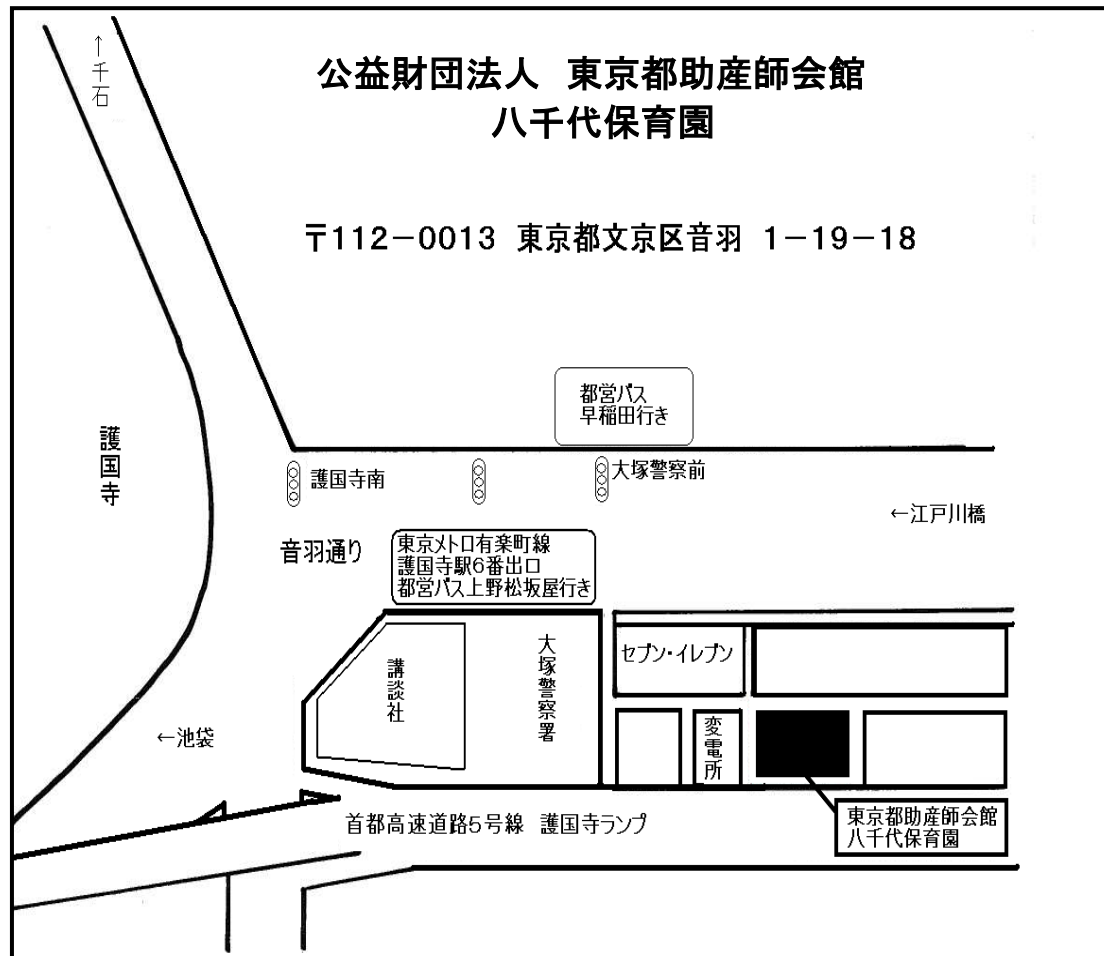 公益財団法人 東京都助産師会館
八千代保育園
〒112-0013 東京都文京区音羽 1-19-18
↑千石
都営バス
早稲田行き
護国寺
護国寺南
大塚警察前
←江戸川橋
音羽通り
東京メトロ有楽町線
護国寺駅6番出口
都営バス上野松坂屋行き
講談社
大塚警察署
セブン・イレブン
←池袋
変電所
首都高速道路5号線 護国寺ランプ
東京都助産師会館
八千代保育園